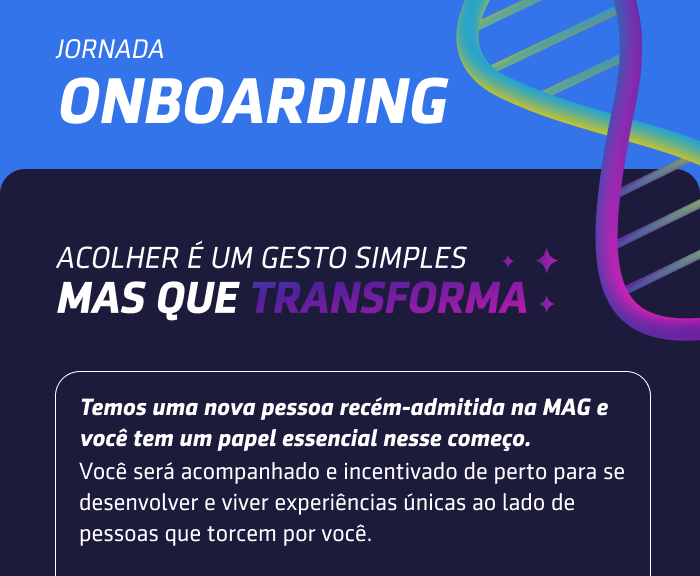 JORNADA
ONBOARDING
ACOLHER É UM GESTO SIMPLES
MAS QUE TRANSFORMA
Temos uma nova pessoa recém-admitida na MAG e
você tem um papel essencial nesse começo.
Você será acompanhado e incentivado de perto para se
desenvolver e viver experiências únicas ao lado de
pessoas que torcem por você.